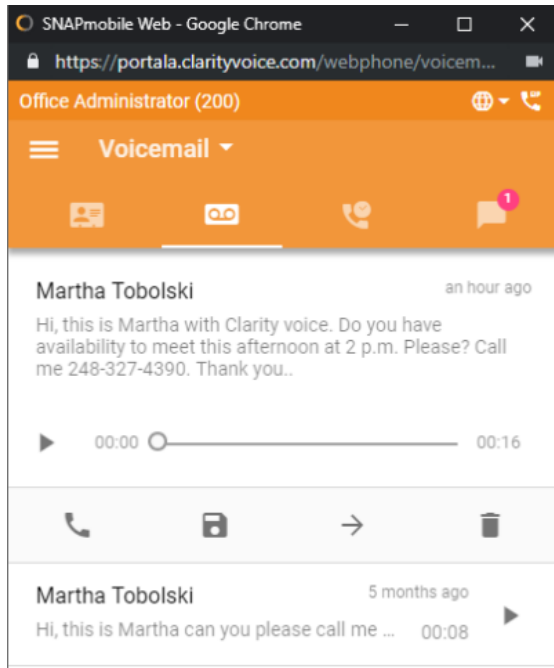 SNAPmobile Web - Google Chrome
https://portala.clarityvoice.com/webphone/voicem...
Office Administrator (200)
Voicemail
1
Martha Tobolski an hour ago
Hi, this is Martha with Clarity voice. Do you have
availability to meet this afternoon at 2 p.m. Please? Call
me 248-327-4390. Thank you..
00:00 00:16
Martha Tobolski 5 months ago
Hi, this is Martha can you please call me ... 00:08